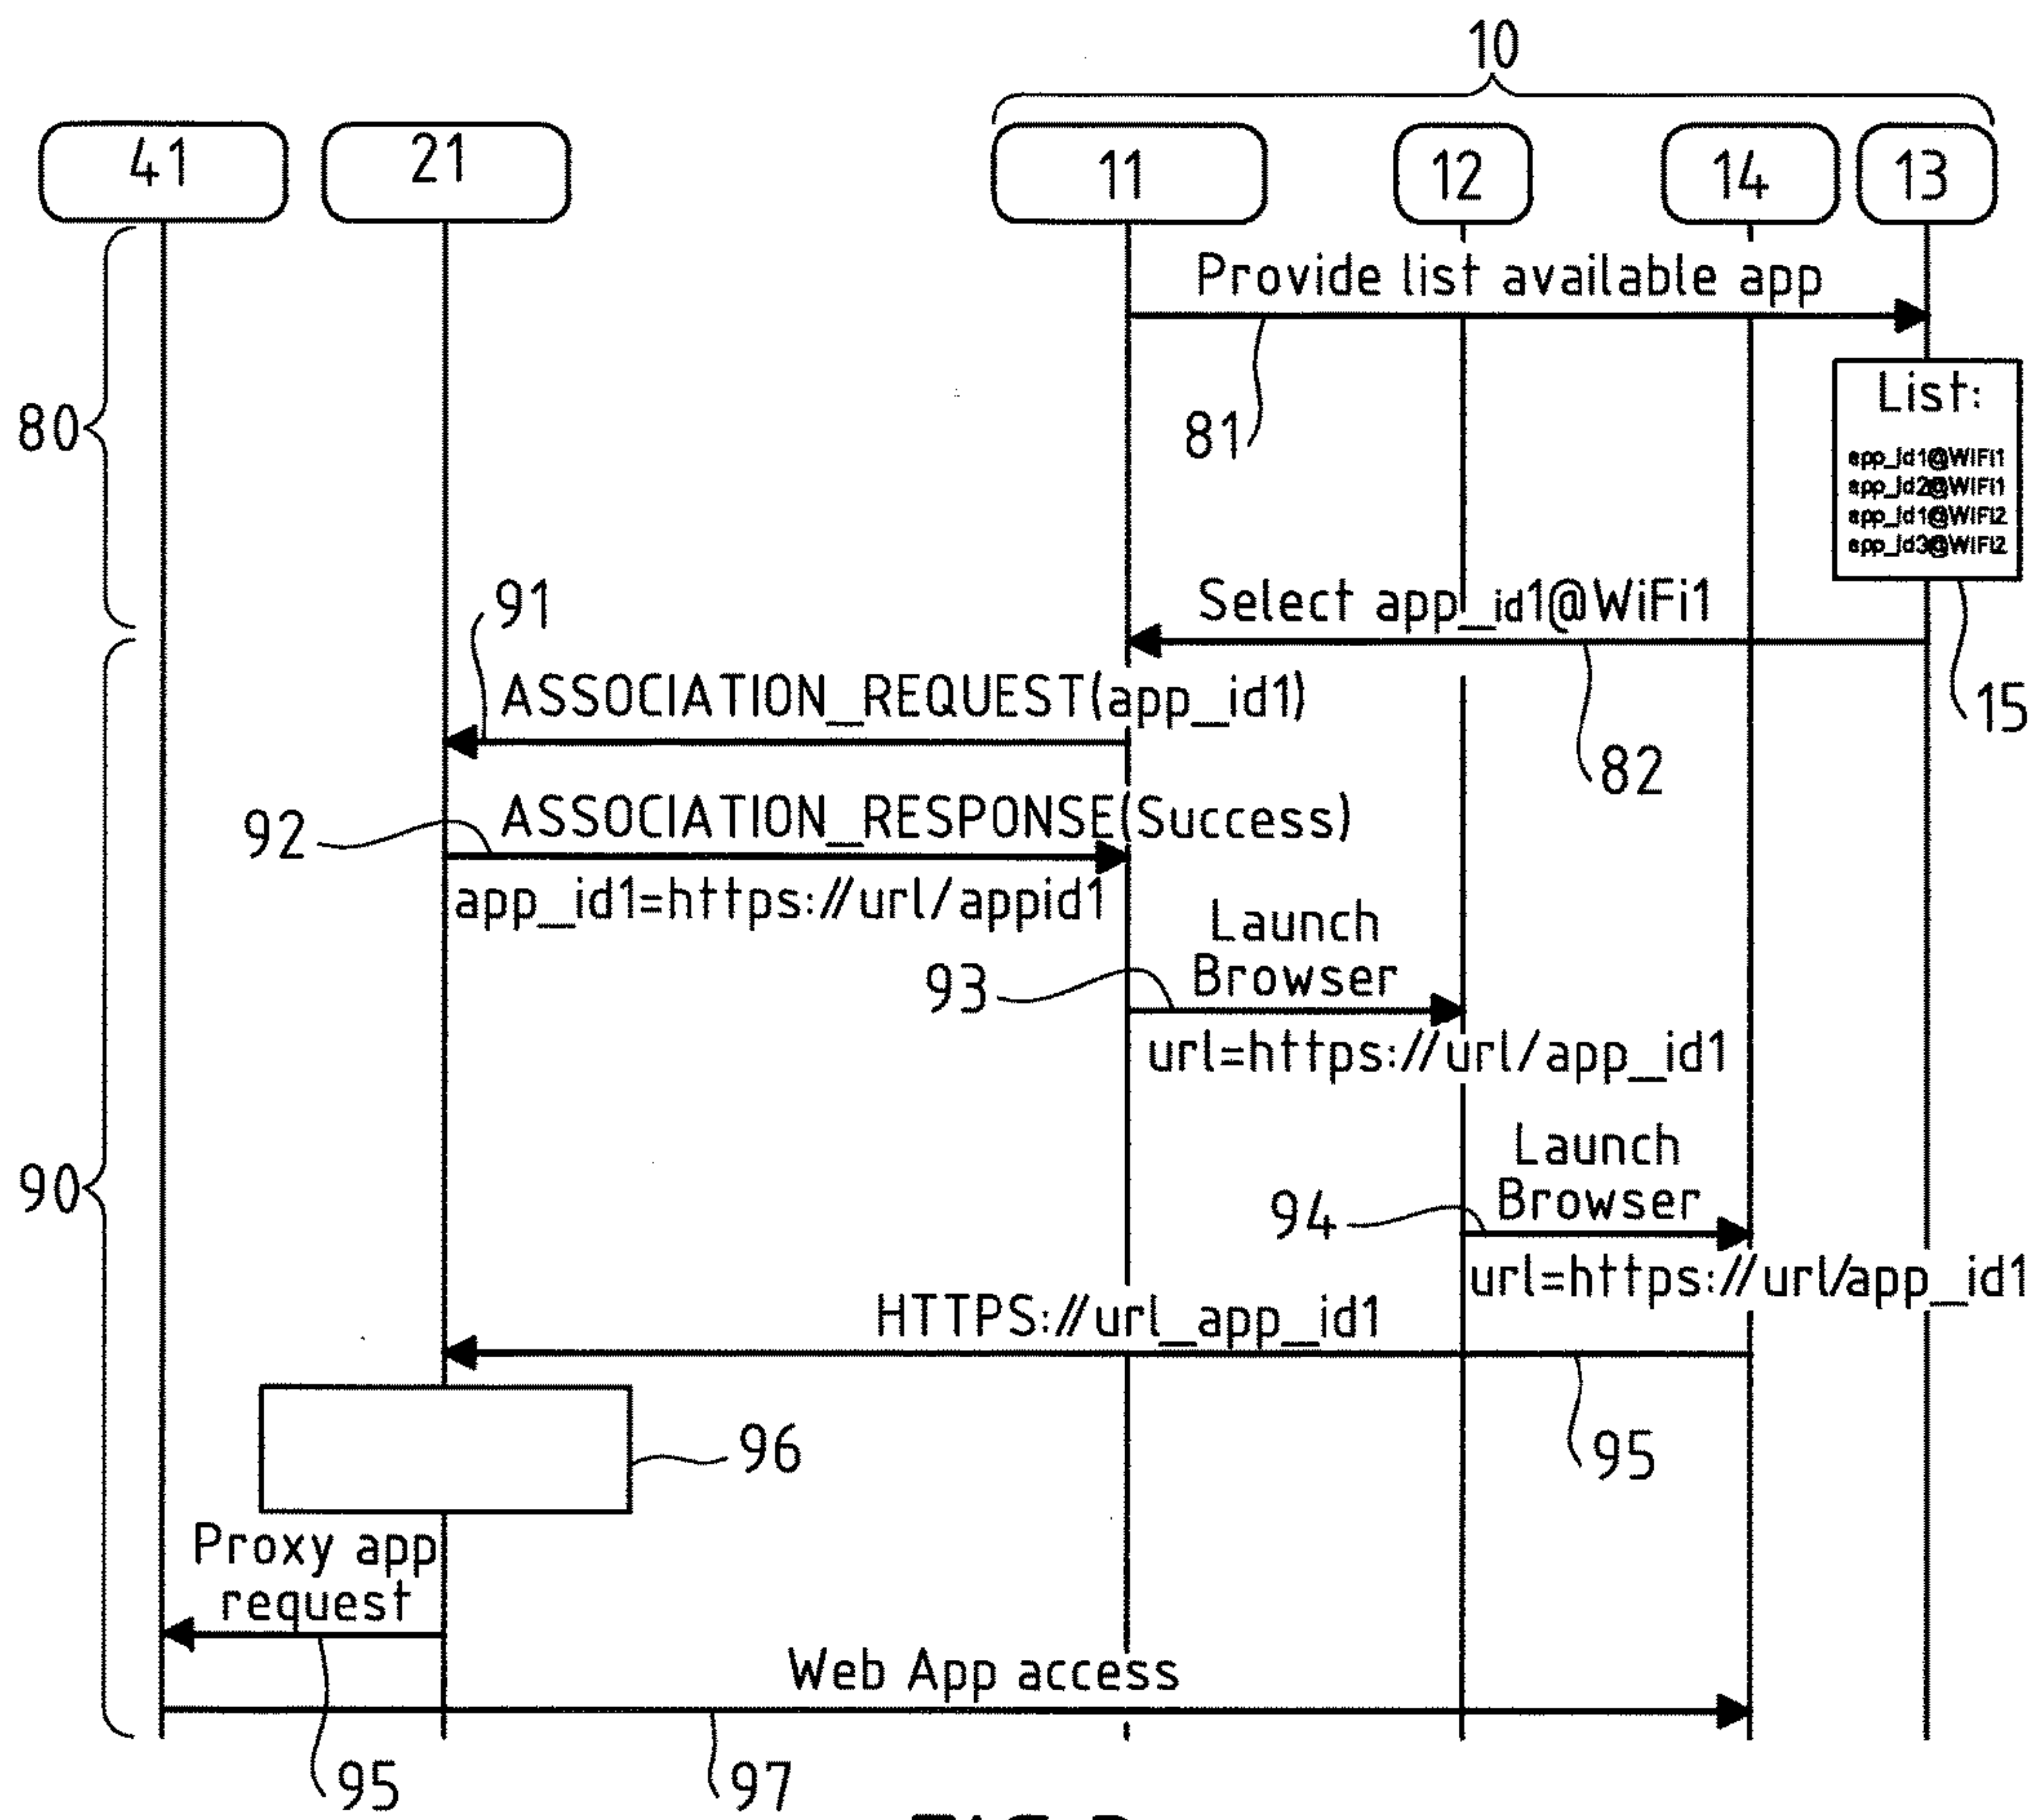 10
41
21
11
12
14
13
Provide list available app
81
List:
app_id1@WiFi1
app_id2@WiFi1
app_id1@WiFi2
app_id3@WiFi2
80
Select app_id1@WiFi1
91
15
82
ASSOCIATION_REQUEST(app_id1)
92
ASSOCIATION_RESPONSE(Success)
app_id1=https://url/appid1
Launch
Browser
93
url=https://url/app_id1
Launch
Browser
94
90
url=https://url/app_id1
HTTPS://url_app_id1
95
96
Proxy app
request
Web App access
95
97